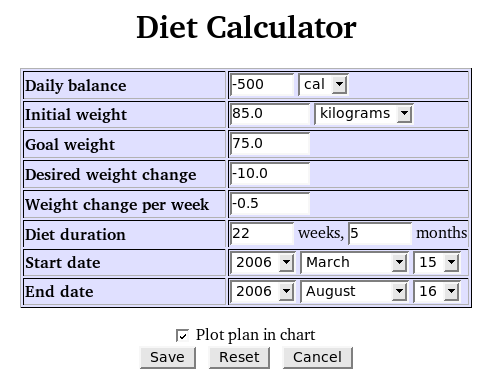 Diet Calculator
Daily balance -500 cal
Initial weight 85.0 kilograms
Goal weight 75.0
Desired weight change -10.0
Weight change per week -0.5
Diet duration 22 weeks, 5 months
Start date 2006 March 15
End date 2006 August 16
Plot plan in chart
Save Reset Cancel